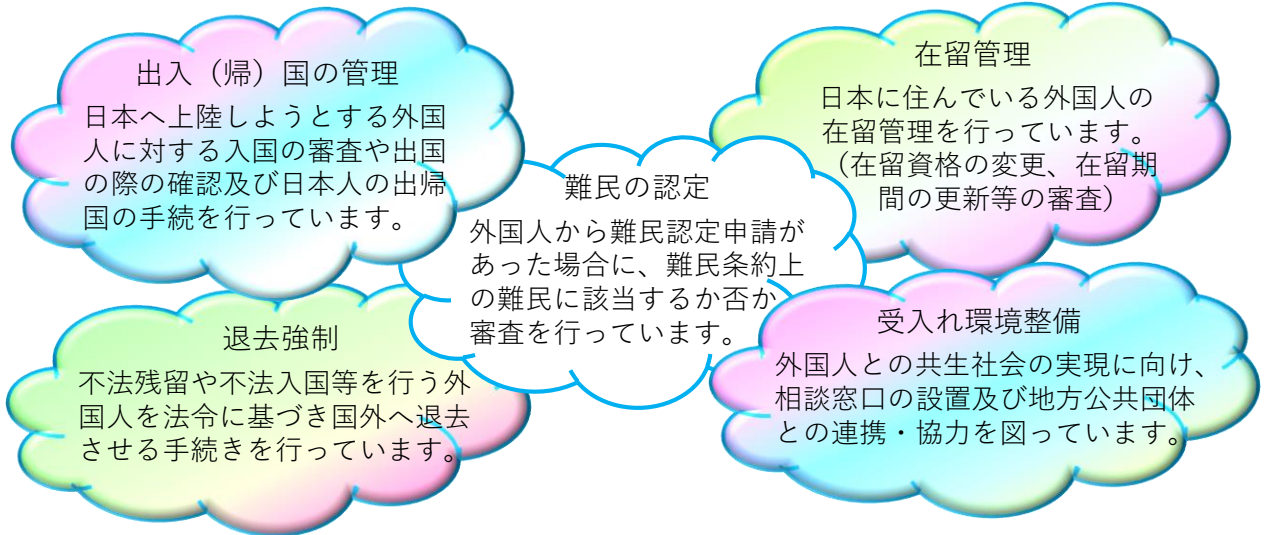 出入（帰）国の管理
日本へ上陸しようとする外国
人に対する入国の審査や出国
の際の確認及び日本人の出帰
国の手続を行っています。
在留管理
日本に住んでいる外国人の
在留管理を行っています。
（在留資格の変更、在留期
間の更新等の審査）
難民の認定
外国人から難民認定申請が
あった場合に、難民条約上
の難民に該当するか否か
審査を行っています。
退去強制
不法残留や不法入国等を行う外
国人を法令に基づき国外へ退去
させる手続きを行っています。
受入れ環境整備
外国人との共生社会の実現に向け、
相談窓口の設置及び地方公共団体
との連携・協力を図っています。